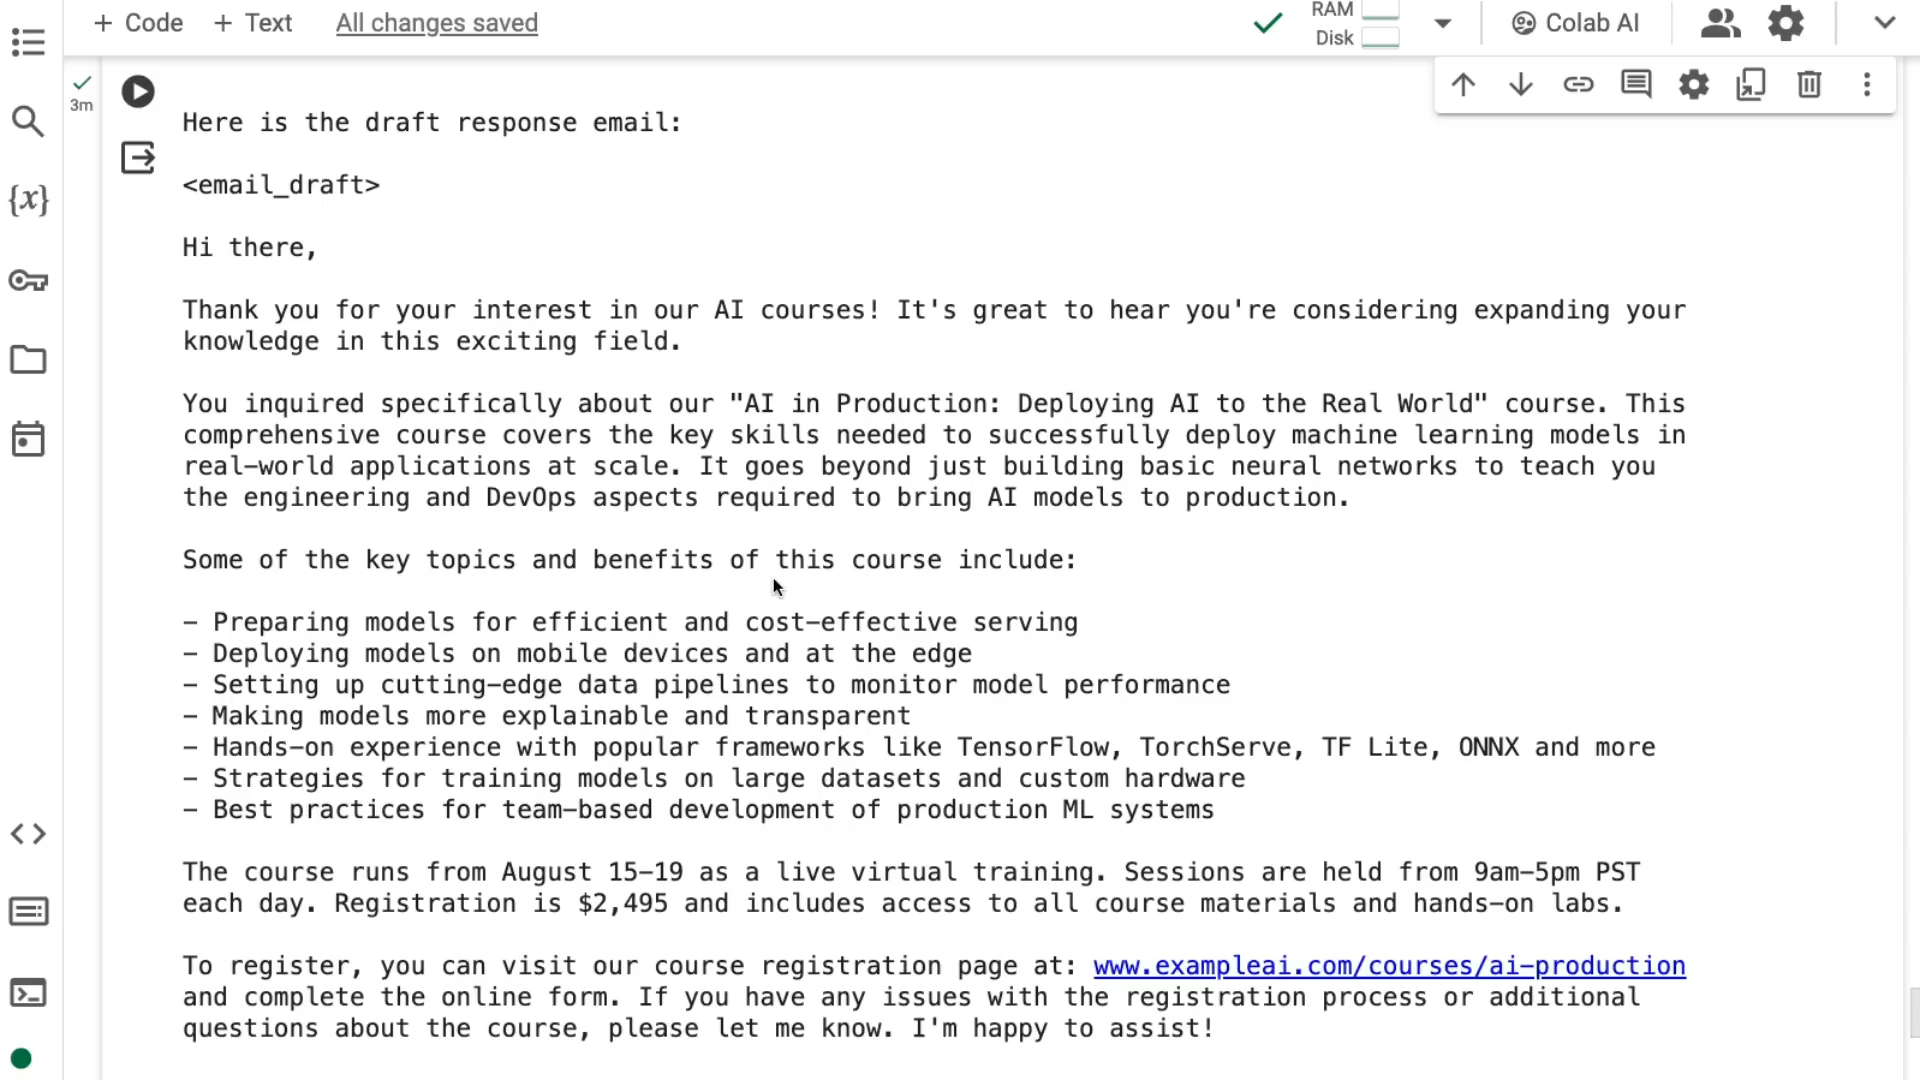 + Code + Text All changes saved RAM Disk Colab AI
3m
{x}
Here is the draft response email:
<email_draft>
Hi there,
Thank you for your interest in our AI courses! It's great to hear you're considering expanding your
knowledge in this exciting field.
You inquired specifically about our "AI in Production: Deploying AI to the Real World" course. This
comprehensive course covers the key skills needed to successfully deploy machine learning models in
real-world applications at scale. It goes beyond just building basic neural networks to teach you
the engineering and DevOps aspects required to bring AI models to production.
Some of the key topics and benefits of this course include:
- Preparing models for efficient and cost-effective serving
- Deploying models on mobile devices and at the edge
- Setting up cutting-edge data pipelines to monitor model performance
- Making models more explainable and transparent
- Hands-on experience with popular frameworks like TensorFlow, TorchServe, TF Lite, ONNX and more
- Strategies for training models on large datasets and custom hardware
- Best practices for team-based development of production ML systems
The course runs from August 15-19 as a live virtual training. Sessions are held from 9am-5pm PST
each day. Registration is $2,495 and includes access to all course materials and hands-on labs.
To register, you can visit our course registration page at: www.exampleai.com/courses/ai-production
and complete the online form. If you have any issues with the registration process or additional
questions about the course, please let me know. I'm happy to assist!